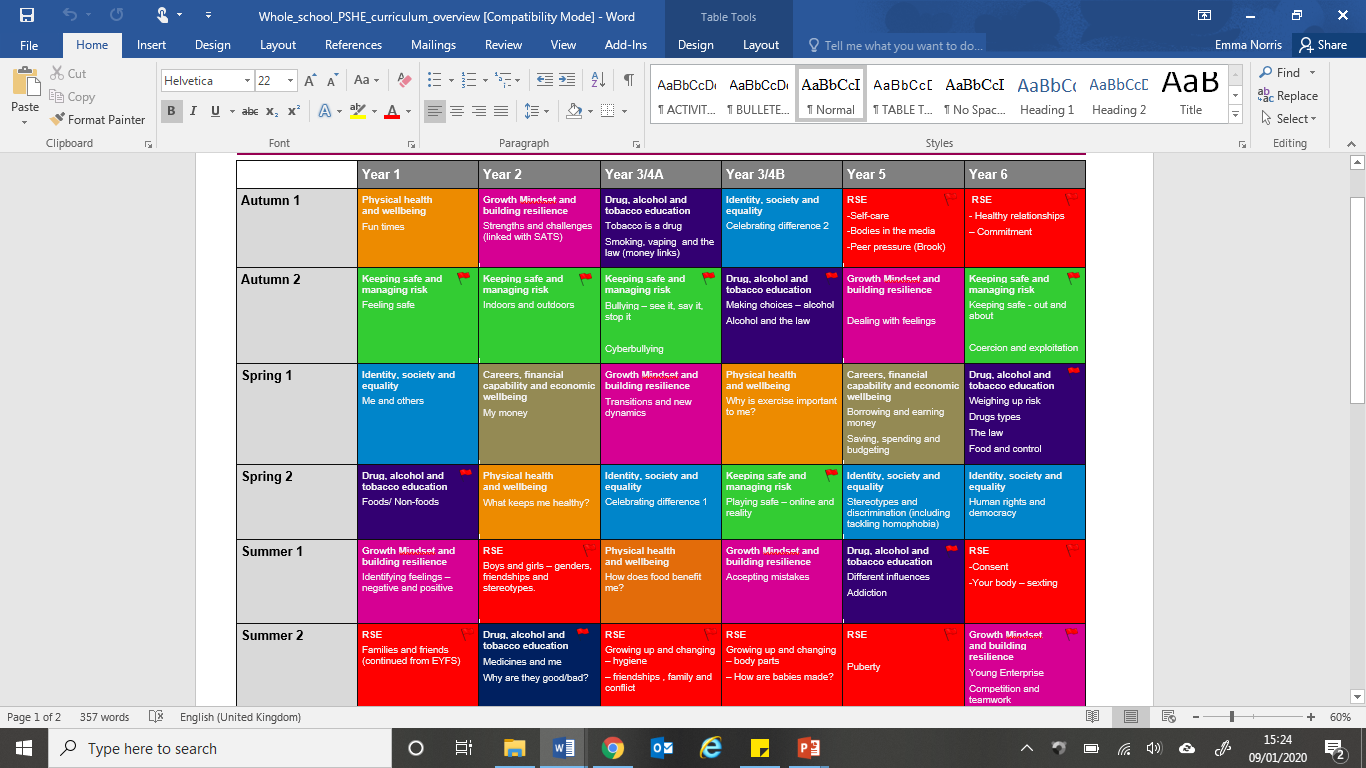 Whole_school_PSHE_curriculum_overview [Compatibility Mode] - Word
Table Tools
File Home Insert Design Layout References Mailings Review View Add-Ins Design Layout Tell me what you want to do... Emma Norris Share
Paste
Cut
Copy
Format Painter
Clipboard
Helvetica 22
Font
Paragraph
AaBbCcDc AaBbCcDc AaBbCcI AaBbCcD AaBbCcI AaBbCc AaBbCcD AaB
¶ ACTIVIT... ¶ BULLETE... ¶ Normal ¶ TABLE T... ¶ No Spac... Heading 1 Heading 2 Title
Styles
Find
Replace
Select
Editing
Year 1 Year 2 Year 3/4A Year 3/4B Year 5 Year 6
Autumn 1
Physical health
and wellbeing
Fun times
Growth Mindset and
building resilience
Strengths and challenges
(linked with SATS)
Drug, alcohol and
tobacco education
Tobacco is a drug
Smoking, vaping and the
law (money links)
Identity, society and
equality
Celebrating difference 2
RSE
-Self-care
-Bodies in the media
-Peer pressure (Brook)
RSE
- Healthy relationships
– Commitment
Autumn 2
Keeping safe and
managing risk
Feeling safe
Keeping safe and
managing risk
Indoors and outdoors
Keeping safe and
managing risk
Bullying – see it, say it,
stop it
Cyberbullying
Drug, alcohol and
tobacco education
Making choices – alcohol
Alcohol and the law
Growth Mindset and
building resilience
Dealing with feelings
Keeping safe and
managing risk
Keeping safe - out and
about
Coercion and exploitation
Spring 1
Identity, society and
equality
Me and others
Careers, financial
capability and economic
wellbeing
My money
Growth Mindset and
building resilience
Transitions and new
dynamics
Physical health
and wellbeing
Why is exercise important
to me?
Careers, financial
capability and economic
wellbeing
Borrowing and earning
money
Saving, spending and
budgeting
Drug, alcohol and
tobacco education
Weighing up risk
Drugs types
The law
Food and control
Spring 2
Drug, alcohol and
tobacco education
Foods/ Non-foods
Physical health
and wellbeing
What keeps me healthy?
Identity, society and
equality
Celebrating difference 1
Keeping safe and
managing risk
Playing safe – online and
reality
Identity, society and
equality
Stereotypes and
discrimination (including
tackling homophobia)
Identity, society and
equality
Human rights and
democracy
Summer 1
Growth Mindset and
building resilience
Identifying feelings –
negative and positive
RSE
Boys and girls – genders,
friendships and
stereotypes.
Physical health
and wellbeing
How does food benefit
me?
Growth Mindset and
building resilience
Accepting mistakes
Drug, alcohol and
tobacco education
Different influences
Addiction
RSE
-Consent
-Your body – sexting
Summer 2
RSE
Families and friends
(continued from EYFS)
Drug, alcohol and
tobacco education
Medicines and me
Why are they good/bad?
RSE
Growing up and changing
– hygiene
– friendships , family and
conflict
RSE
Growing up and changing
– body parts
– How are babies made?
RSE
Puberty
Growth Mindset
and building
resilience
Young Enterprise
Competition and
teamwork
Page 1 of 2 357 words English (United Kingdom) 60%
Type here to search
15:24
09/01/2020
2